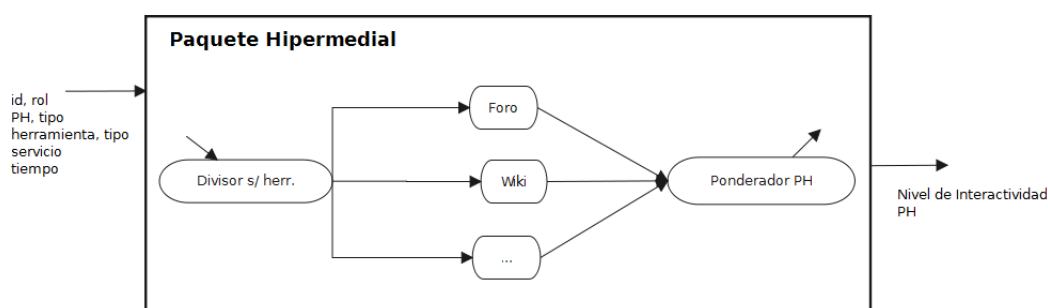 Paquete Hipermedial
id, rol
PH, tipo
herramienta, tipo
servicio
tiempo
Foro
Divisor s/ herr.
Wiki
Ponderador PH
...
Nivel de Interactividad
PH